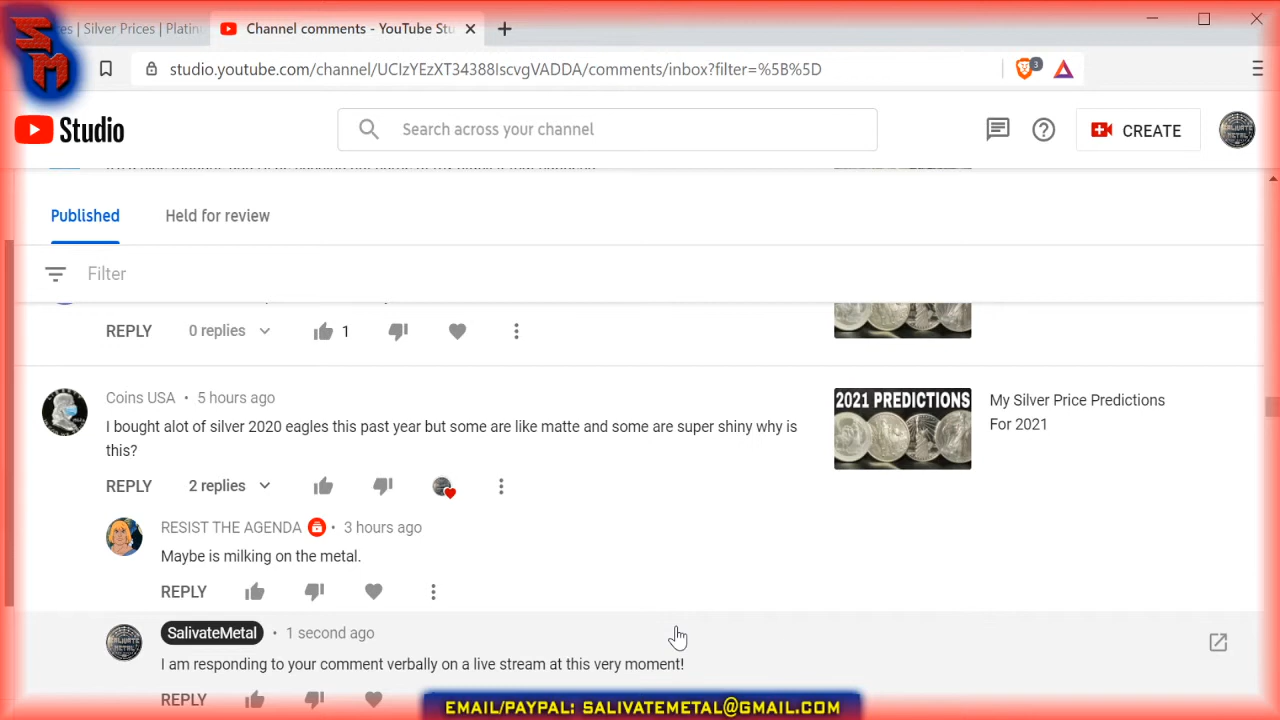 SM
es | Silver Prices | Platin
Channel comments - YouTube Stu
studio.youtube.com/channel/UCIzYEzXT34388lscvgVADDA/comments/inbox?filter=%5B%5D
3
Studio
Search across your channel
CREATE
Published
Held for review
Filter
REPLY 0 replies 1
Coins USA • 5 hours ago
I bought alot of silver 2020 eagles this past year but some are like matte and some are super shiny why is
this?
2021 PREDICTIONS
My Silver Price Predictions
For 2021
REPLY 2 replies
RESIST THE AGENDA • 3 hours ago
Maybe is milking on the metal.
REPLY
SalivateMetal • 1 second ago
I am responding to your comment verbally on a live stream at this very moment!
REPLY
EMAIL/PAYPAL: SALIVATEMETAL@GMAIL.COM